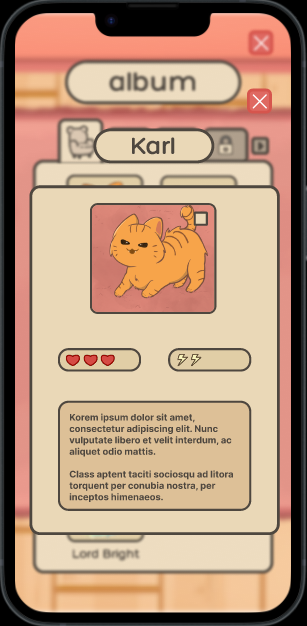 album
Karl
Korem ipsum dolor sit amet,
consectetur adipiscing elit. Nunc
vulputate libero et velit interdum, ac
aliquet odio mattis.
Class aptent taciti sociosqu ad litora
torquent per conubia nostra, per
inceptos himenaeos.
Lord Bright